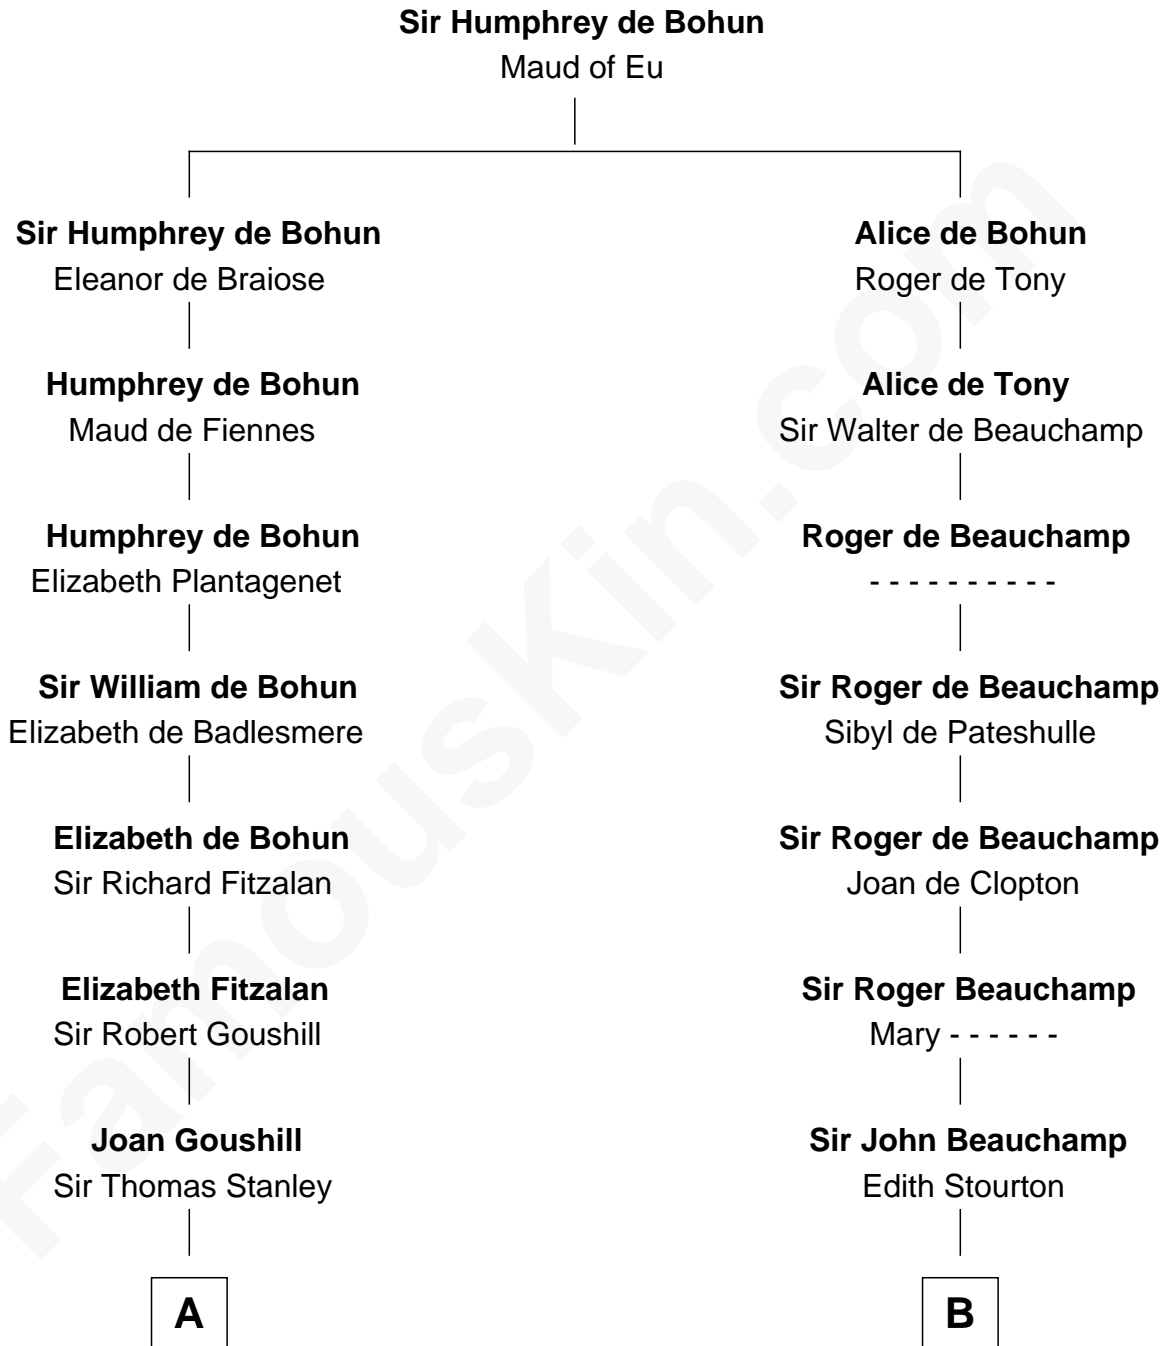 Sir Humphrey de Bohun
Maud of Eu
Sir Humphrey de Bohun
Eleanor de Braiose
Humphrey de Bohun
Maud de Fiennes
Humphrey de Bohun
Elizabeth Plantagenet
Sir William de Bohun
Elizabeth de Badlesmere
Elizabeth de Bohun
Sir Richard Fitzalan
Elizabeth Fitzalan
Sir Robert Goushill
Joan Goushill
Sir Thomas Stanley
A
Alice de Bohun
Roger de Tony
Alice de Tony
Sir Walter de Beauchamp
Roger de Beauchamp
- - - - - - - - - -
Sir Roger de Beauchamp
Sibyl de Pateshulle
Sir Roger de Beauchamp
Joan de Clopton
Sir Roger Beauchamp
Mary - - - - - -
Sir John Beauchamp
Edith Stourton
B
FamousKin.com